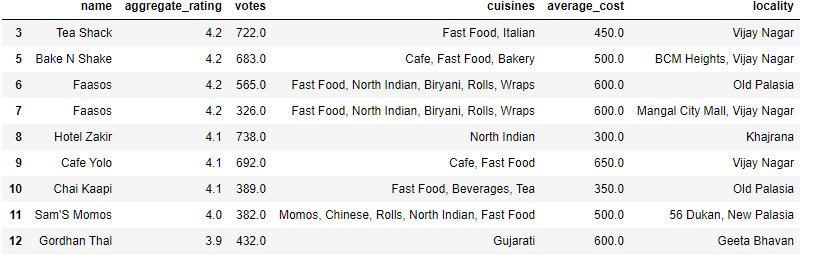 name aggregate_rating votes cuisines average_cost locality
3 Tea Shack 4.2 722.0 Fast Food, Italian 450.0 Vijay Nagar
5 Bake N Shake 4.2 683.0 Cafe, Fast Food, Bakery 500.0 BCM Heights, Vijay Nagar
6 Faasos 4.2 565.0 Fast Food, North Indian, Biryani, Rolls, Wraps 600.0 Old Palasia
7 Faasos 4.2 326.0 Fast Food, North Indian, Biryani, Rolls, Wraps 600.0 Mangal City Mall, Vijay Nagar
8 Hotel Zakir 4.1 738.0 North Indian 300.0 Khajrana
9 Cafe Yolo 4.1 692.0 Cafe, Fast Food 650.0 Vijay Nagar
10 Chai Kaapi 4.1 389.0 Fast Food, Beverages, Tea 350.0 Old Palasia
11 Sam'S Momos 4.0 382.0 Momos, Chinese, Rolls, North Indian, Fast Food 500.0 56 Dukan, New Palasia
12 Gordhan Thal 3.9 432.0 Gujarati 600.0 Geeta Bhavan